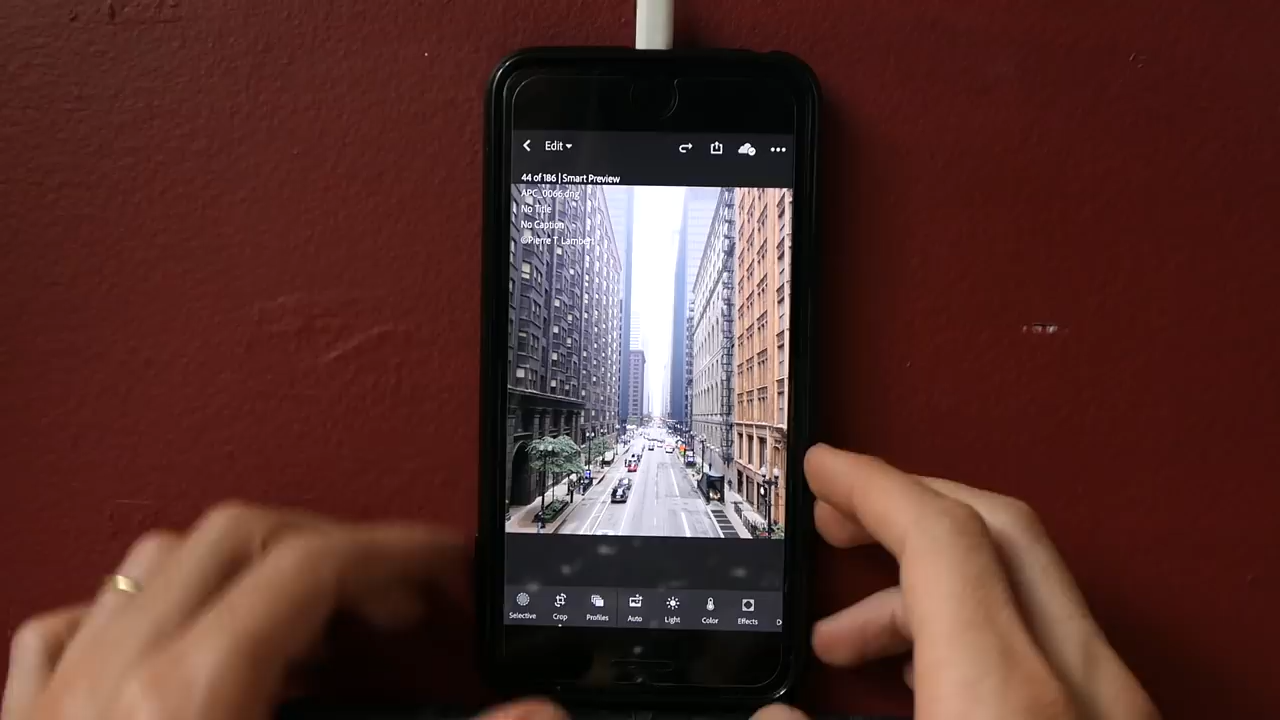 Edit
44 of 186 | Smart Preview
APC_0066.dng
No Title
No Caption
©Pierre T. Lambert
Selective Crop Profiles Auto Light Color Effects